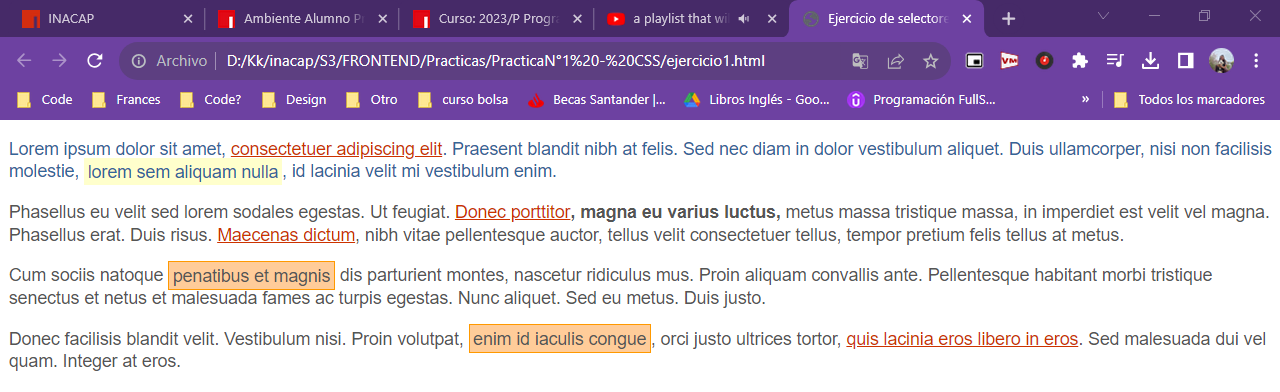 INACAP
Ambiente Alumno P
Curso: 2023/P Progra
a playlist that wi
Ejercicio de selectore
Archivo
D:/Kk/inacap/S3/FRONTEND/Practicas/PracticaN°1%20-%20CSS/ejercicio1.html
VM
Code
Frances
Code?
Design
Otro
curso bolsa
Becas Santander |...
Libros Inglés - Goo...
Programación FullS...
»
Todos los marcadores
Lorem ipsum dolor sit amet, consectetuer adipiscing elit. Praesent blandit nibh at felis. Sed nec diam in dolor vestibulum aliquet. Duis ullamcorper, nisi non facilisis
molestie, lorem sem aliquam nulla, id lacinia velit mi vestibulum enim.
Phasellus eu velit sed lorem sodales egestas. Ut feugiat. Donec porttitor, magna eu varius luctus, metus massa tristique massa, in imperdiet est velit vel magna.
Phasellus erat. Duis risus. Maecenas dictum, nibh vitae pellentesque auctor, tellus velit consectetuer tellus, tempor pretium felis tellus at metus.
Cum sociis natoque penatibus et magnis dis parturient montes, nascetur ridiculus mus. Proin aliquam convallis ante. Pellentesque habitant morbi tristique
senectus et netus et malesuada fames ac turpis egestas. Nunc aliquet. Sed eu metus. Duis justo.
Donec facilisis blandit velit. Vestibulum nisi. Proin volutpat, enim id iaculis congue, orci justo ultrices tortor, quis lacinia eros libero in eros. Sed malesuada dui vel
quam. Integer at eros.